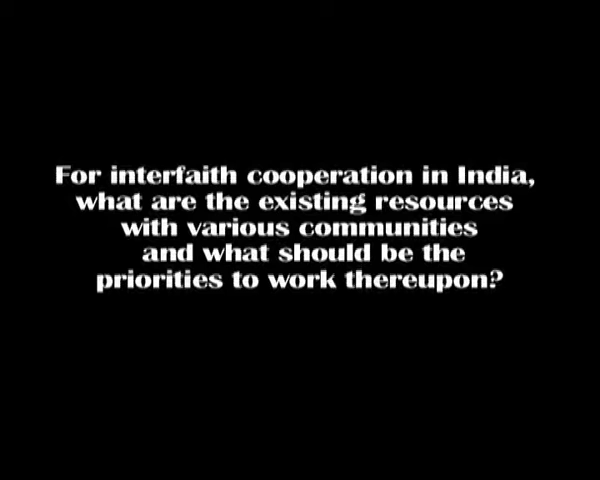 For interfaith cooperation in India,
what are the existing resources
with various communities
and what should be the
priorities to work thereupon?